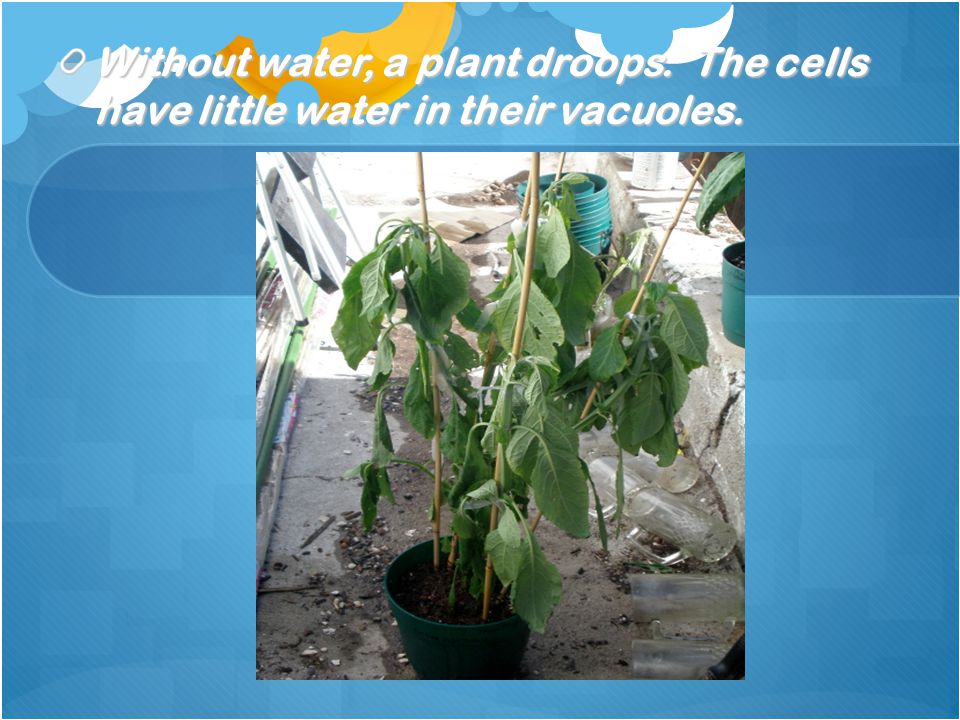 Without water, a plant droops. The cells
have little water in their vacuoles.